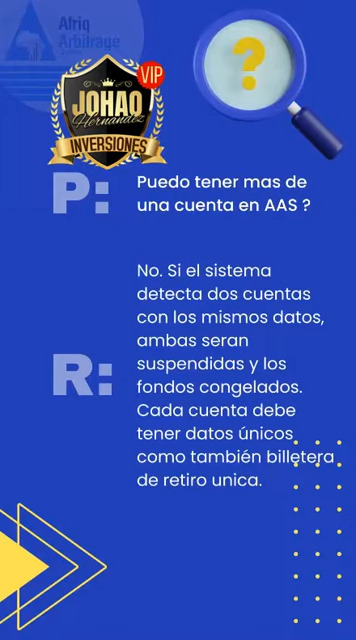 Afriq
Arbitrage
VIP
JOHAO
Hernandez
INVERSIONES
?
P:
Puedo tener mas de
una cuenta en AAS ?
R:
No. Si el sistema
detecta dos cuentas
con los mismos datos,
ambas seran
suspendidas y los
fondos congelados.
Cada cuenta debe
tener datos únicos
como también billetera
de retiro unica.